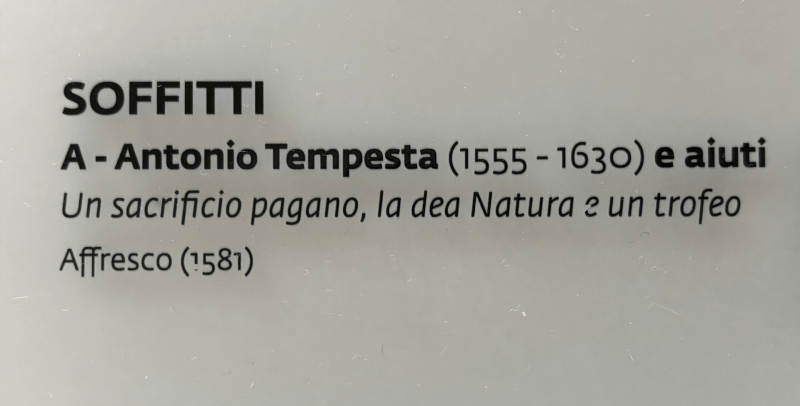 SOFFITTI
A - Antonio Tempesta (1555 - 1630) e aiuti
Un sacrificio pagano, la dea Natura e un trofeo
Affresco (1581)